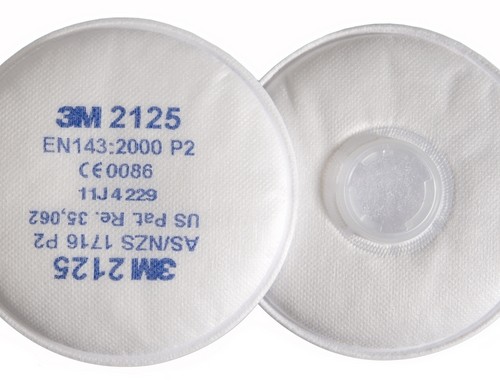 3M 2125
EN143:2000 P2
CE0086
11J4229
US Pat. Re. 35,062
AS/NZS 1716 P2
3M 2125